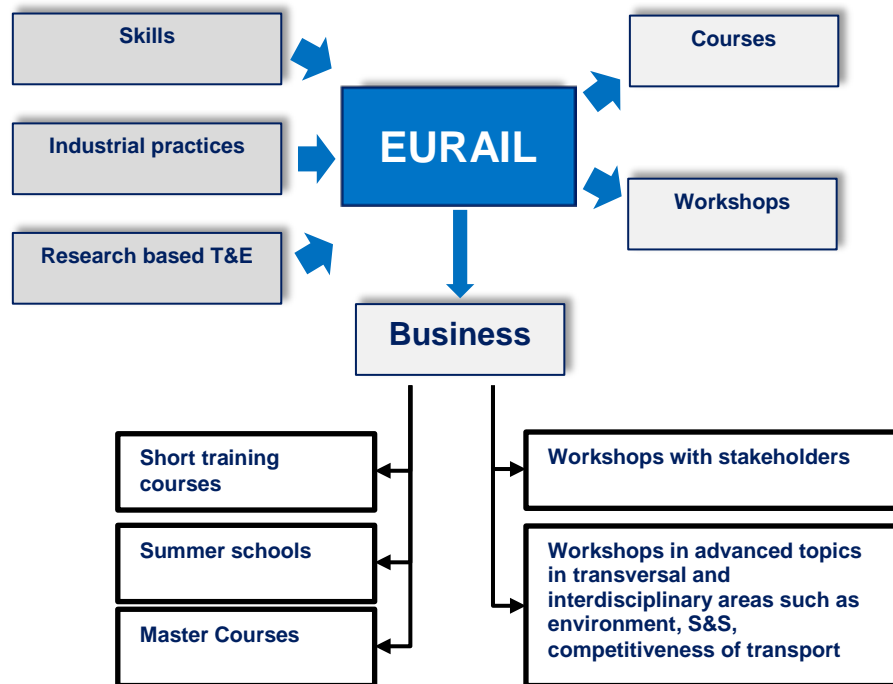 Skills
Courses
EURAIL
Industrial practices
Workshops
Research based T&E
Business
Short training
courses
Summer schools
Master Courses
Workshops with stakeholders
Workshops in advanced topics
in transversal and
interdisciplinary areas such as
environment, S&S,
competitiveness of transport